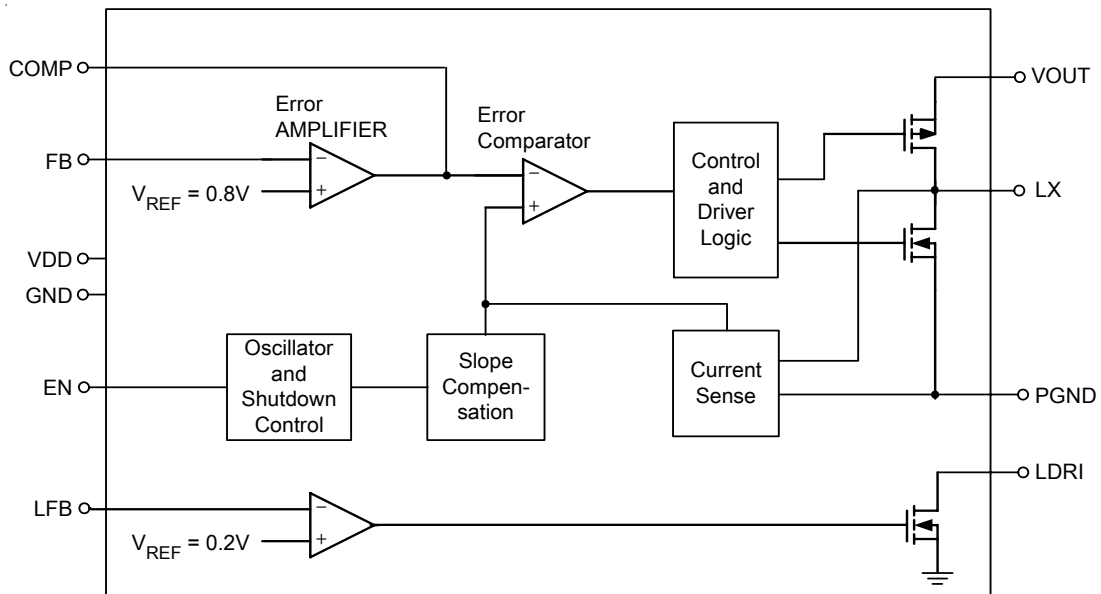 COMP
Error
AMPLIFIER
FB
−
+
V_REF = 0.8V
Error
Comparator
−
+
Control
and
Driver
Logic
VOUT
LX
VDD
GND
EN
Oscillator
and
Shutdown
Control
Slope
Compen-
sation
Current
Sense
PGND
LDRI
LFB
−
+
V_REF = 0.2V